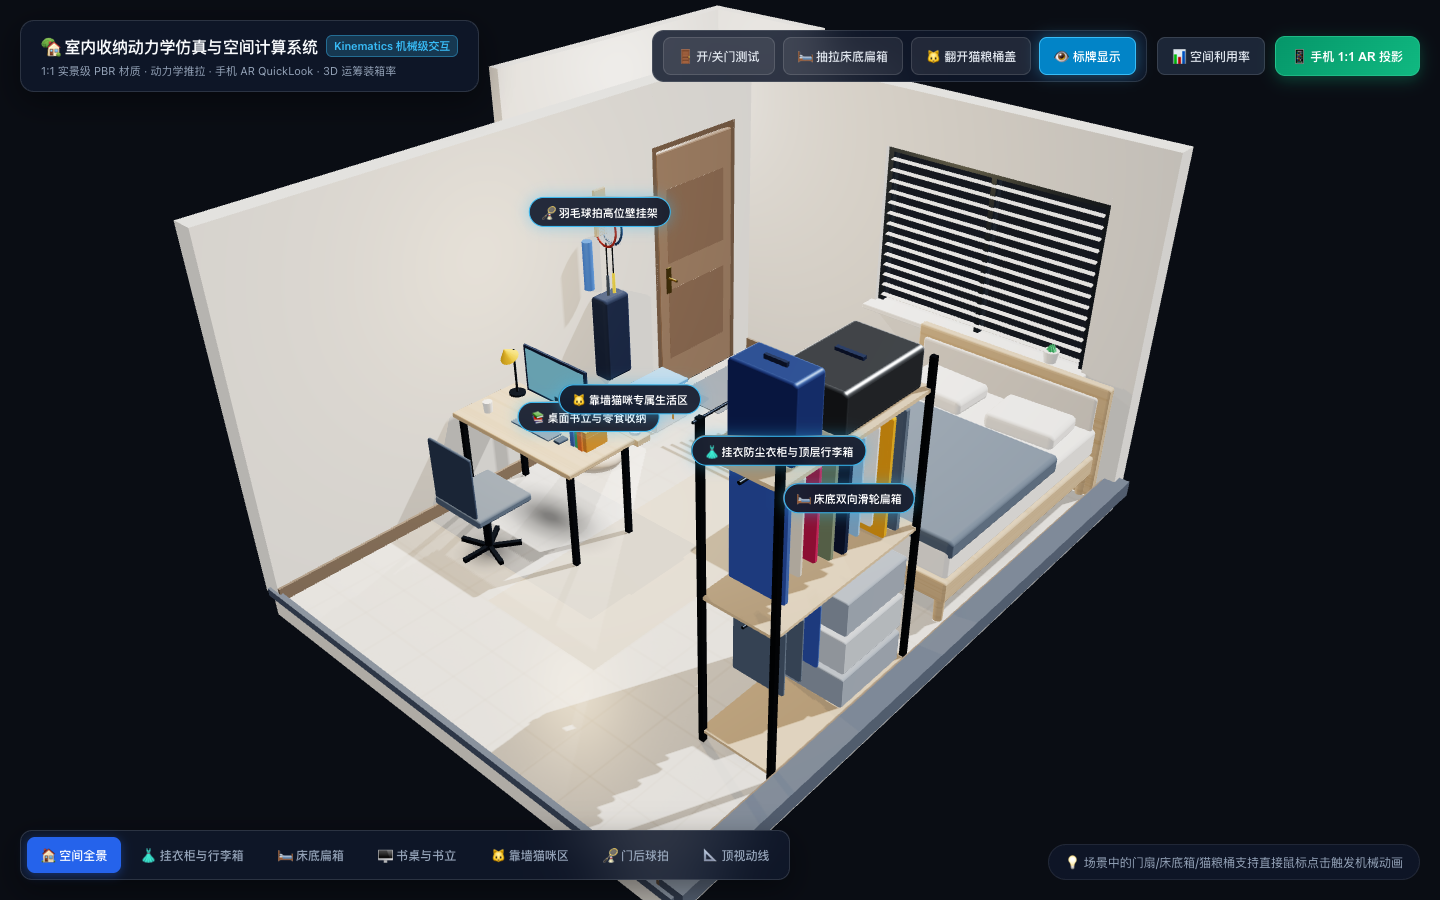 🏡 室内收纳动力学仿真与空间计算系统 Kinematics 机械级交互
1:1 实景级 PBR 材质 · 动力学推拉 · 手机 AR QuickLook · 3D 运筹装箱率
🚪 开/关门测试
🛏️ 抽拉床底扁箱
🐱 翻开猫粮桶盖
👁️ 标牌显示
📊 空间利用率
📱 手机 1:1 AR 投影
🏸 羽毛球拍高位壁挂架
🐱 靠墙猫咪专属生活区
📚 桌面书立与零食收纳
👗 挂衣防尘衣柜与顶层行李箱
🛏️ 床底双向滑轮扁箱
🏠 空间全景
👗 挂衣柜与行李箱
🛏️ 床底扁箱
🖥️ 书桌与书立
🐱 靠墙猫咪区
🏸 门后球拍
📐 顶视动线
💡 场景中的门扇/床底箱/猫粮桶支持直接鼠标点击触发机械动画